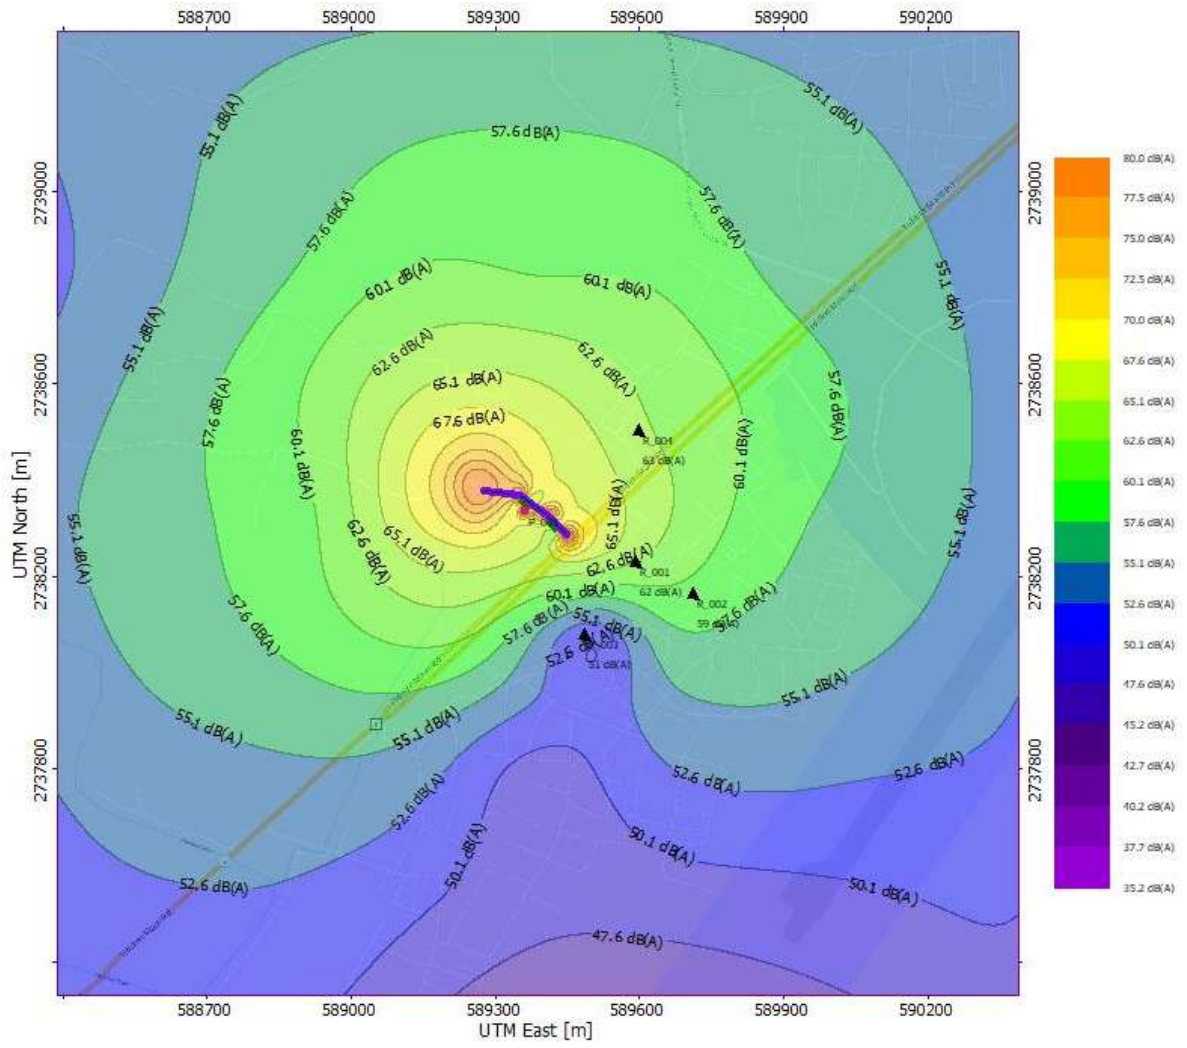 588700 589000 589300 589600 589900 590200
2739000
2738600
2738200
2737800
UTM North [m]
55.1 dB(A)
55.1 dB(A)
57.6 dB(A)
57.6 dB(A)
57.6 dB(A)
60.1 dB(A)
60.1 dB(A)
55.1 dB(A)
55.1 dB(A)
62.6 dB(A)
62.6 dB(A)
65.1 dB(A)
57.6 dB(A)
57.6 dB(A)
67.6 dB(A)
R_004
63 dB(A)
60.1 dB(A)
60.1 dB(A)
65.1 dB(A)
55.1 dB(A)
55.1 dB(A)
62.6 dB(A)
65.1 dB(A)
62.6 dB(A)
R_001
62 dB(A)
60.1 dB(A)
R_002
57.6 dB(A)
57.6 dB(A)
57.6 dB(A)
55.1 dB(A)
52.6 dB(A)
51 dB(A)
55.1 dB(A)
55.1 dB(A)
55.1 dB(A)
52.6 dB(A)
52.6 dB(A)
52.6 dB(A)
50.1 dB(A)
50.1 dB(A)
52.6 dB(A)
50.1 dB(A)
47.6 dB(A)
2739000
2738600
2738200
2737800
588700 589000 589300 589600 589900 590200
UTM East [m]
80.0 dB(A)
77.5 dB(A)
75.0 dB(A)
72.5 dB(A)
70.0 dB(A)
67.6 dB(A)
65.1 dB(A)
62.6 dB(A)
60.1 dB(A)
57.6 dB(A)
55.1 dB(A)
52.6 dB(A)
50.1 dB(A)
47.6 dB(A)
45.2 dB(A)
42.7 dB(A)
40.2 dB(A)
37.7 dB(A)
35.2 dB(A)